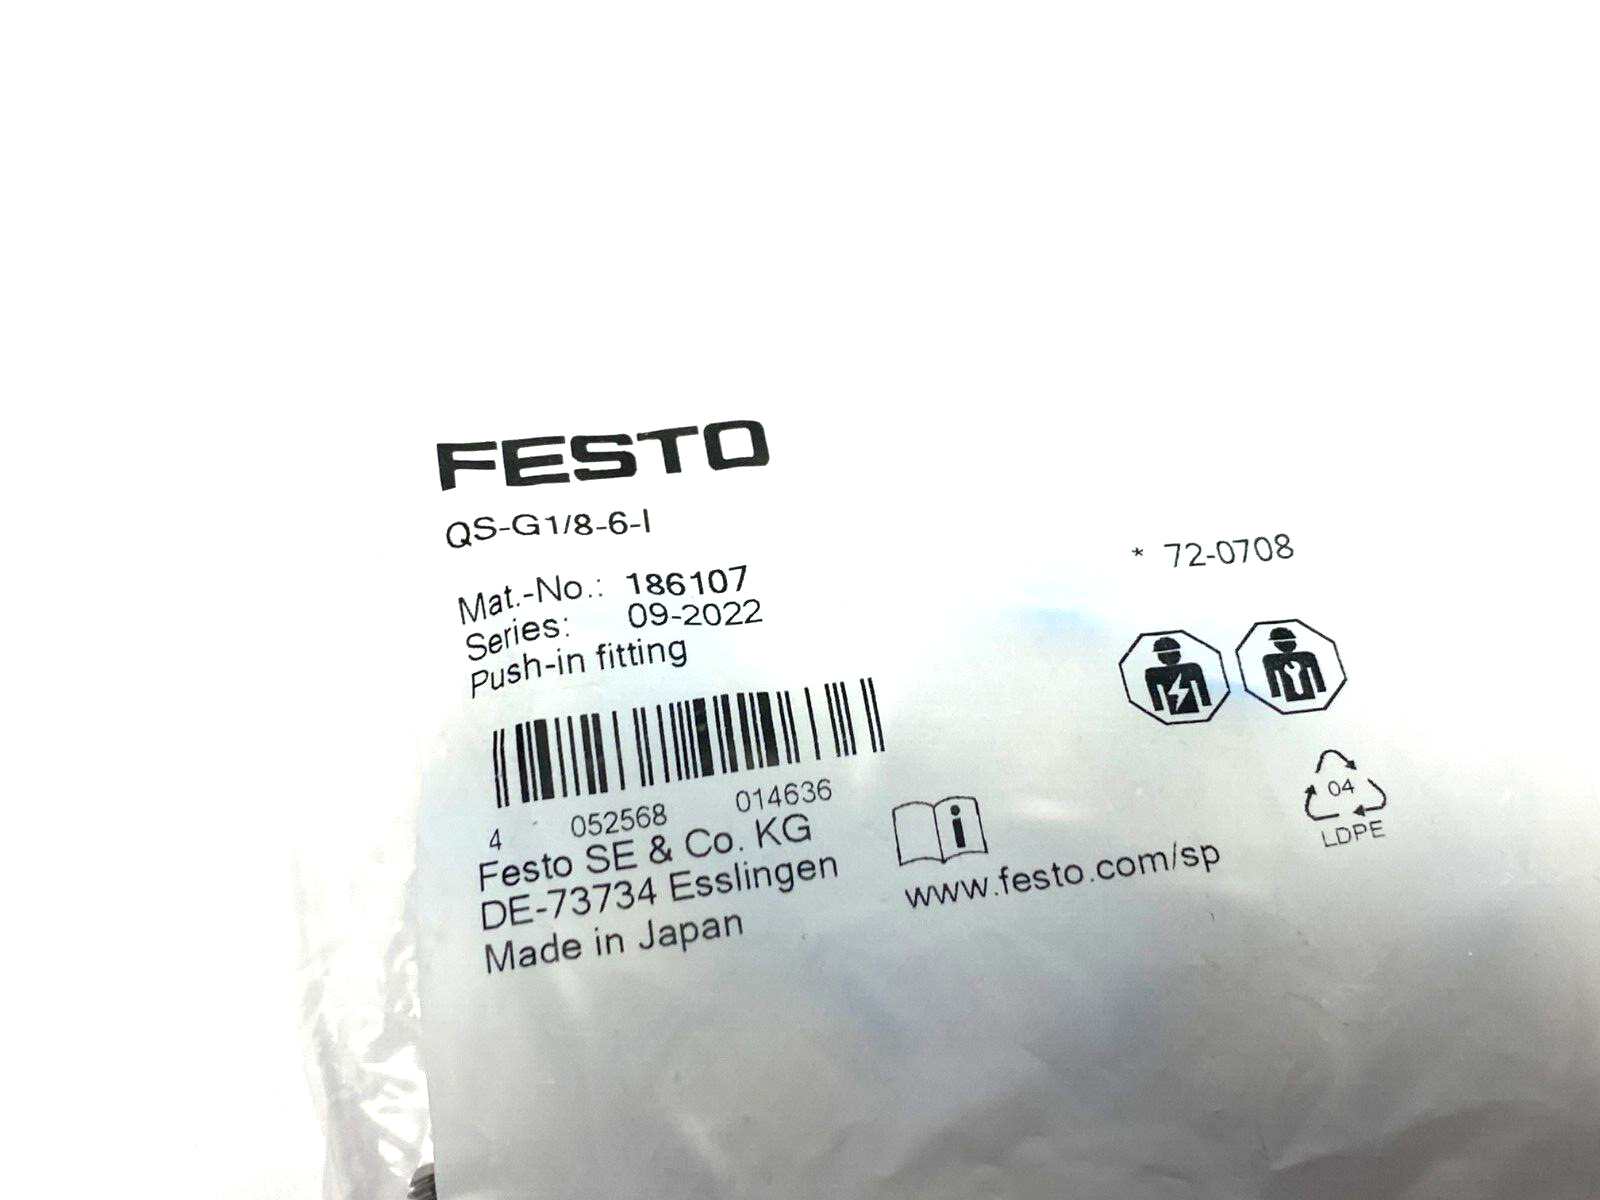 FESTO
QS-G1/8-6-I
* 72-0708
Mat.-No.: 186107
Series: 09-2022
Push-in fitting
4 052568 014636
Festo SE & Co. KG
DE-73734 Esslingen
Made in Japan
i
www.festo.com/sp
04
LDPE